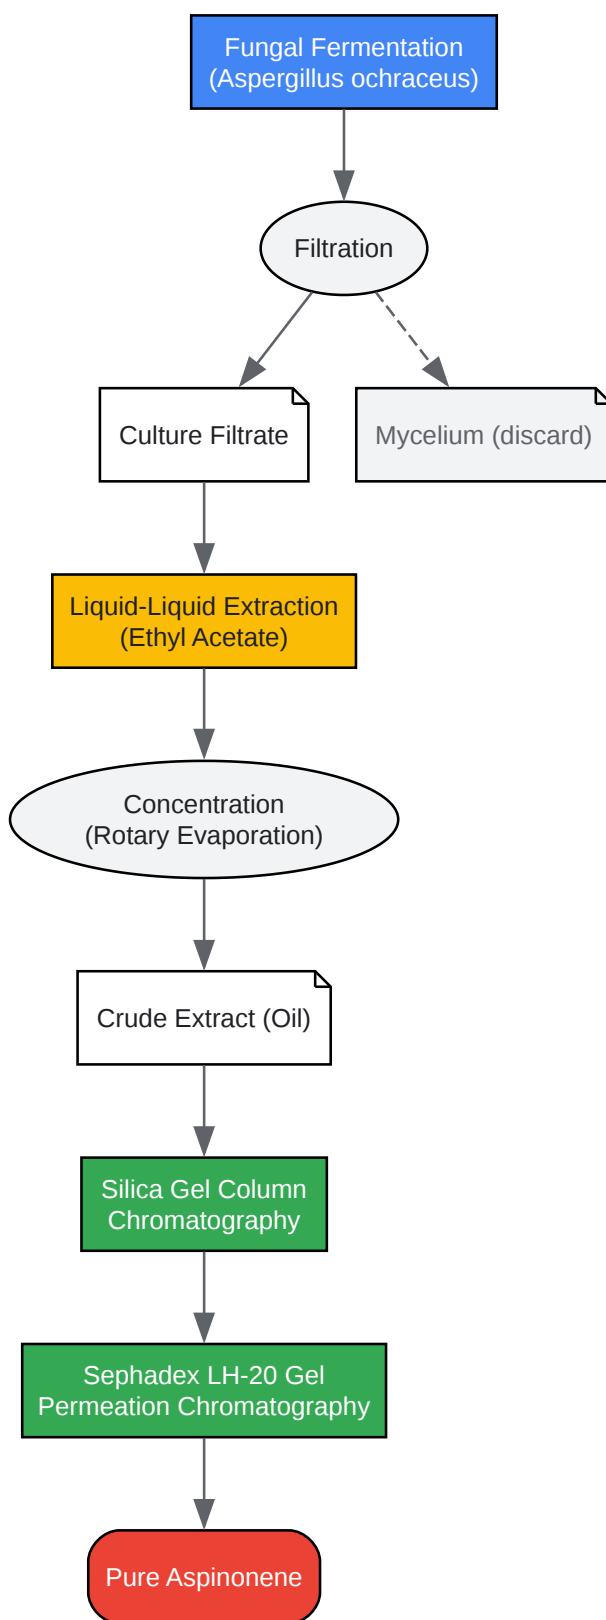 Fungal Fermentation
(Aspergillus ochraceus)
Filtration
Culture Filtrate
Mycelium (discard)
Liquid-Liquid Extraction
(Ethyl Acetate)
Concentration
(Rotary Evaporation)
Crude Extract (Oil)
Silica Gel Column
Chromatography
Sephadex LH-20 Gel
Permeation Chromatography
Pure Aspinonene